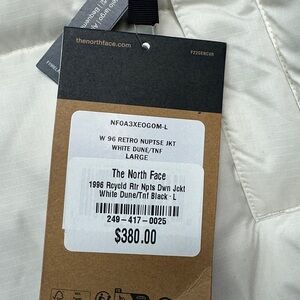 thenorthface.com
NF0A3XEOGOM-L
W 96 RETRO NUPTSE JKT
WHITE DUNE/TNF
LARGE
The North Face
1996 Rcycld Rtr Npts Dwn Jckt
White Dune/Tnf Black - L
249-417-0025
$380.00